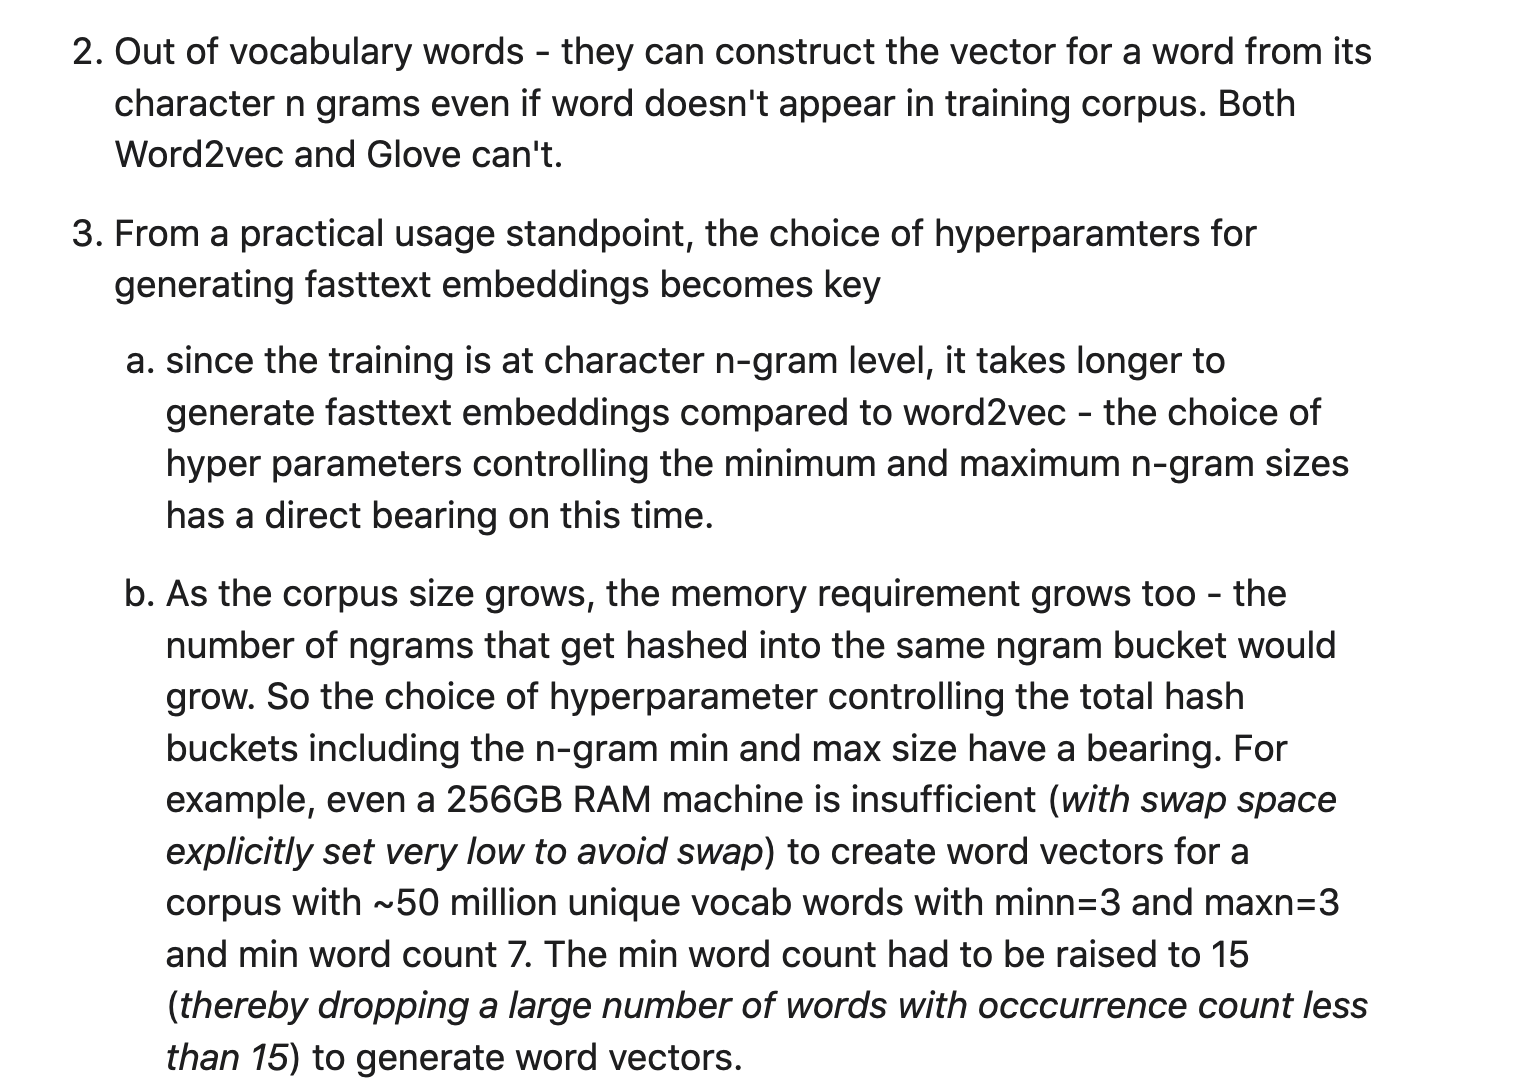 2. Out of vocabulary words - they can construct the vector for a word from its
character n grams even if word doesn't appear in training corpus. Both
Word2vec and Glove can't.
3. From a practical usage standpoint, the choice of hyperparamters for
generating fasttext embeddings becomes key
a. since the training is at character n-gram level, it takes longer to
generate fasttext embeddings compared to word2vec - the choice of
hyper parameters controlling the minimum and maximum n-gram sizes
has a direct bearing on this time.
b. As the corpus size grows, the memory requirement grows too - the
number of ngrams that get hashed into the same ngram bucket would
grow. So the choice of hyperparameter controlling the total hash
buckets including the n-gram min and max size have a bearing. For
example, even a 256GB RAM machine is insufficient (with swap space
explicitly set very low to avoid swap) to create word vectors for a
corpus with ~50 million unique vocab words with minn=3 and maxn=3
and min word count 7. The min word count had to be raised to 15
(thereby dropping a large number of words with occcurrence count less
than 15) to generate word vectors.